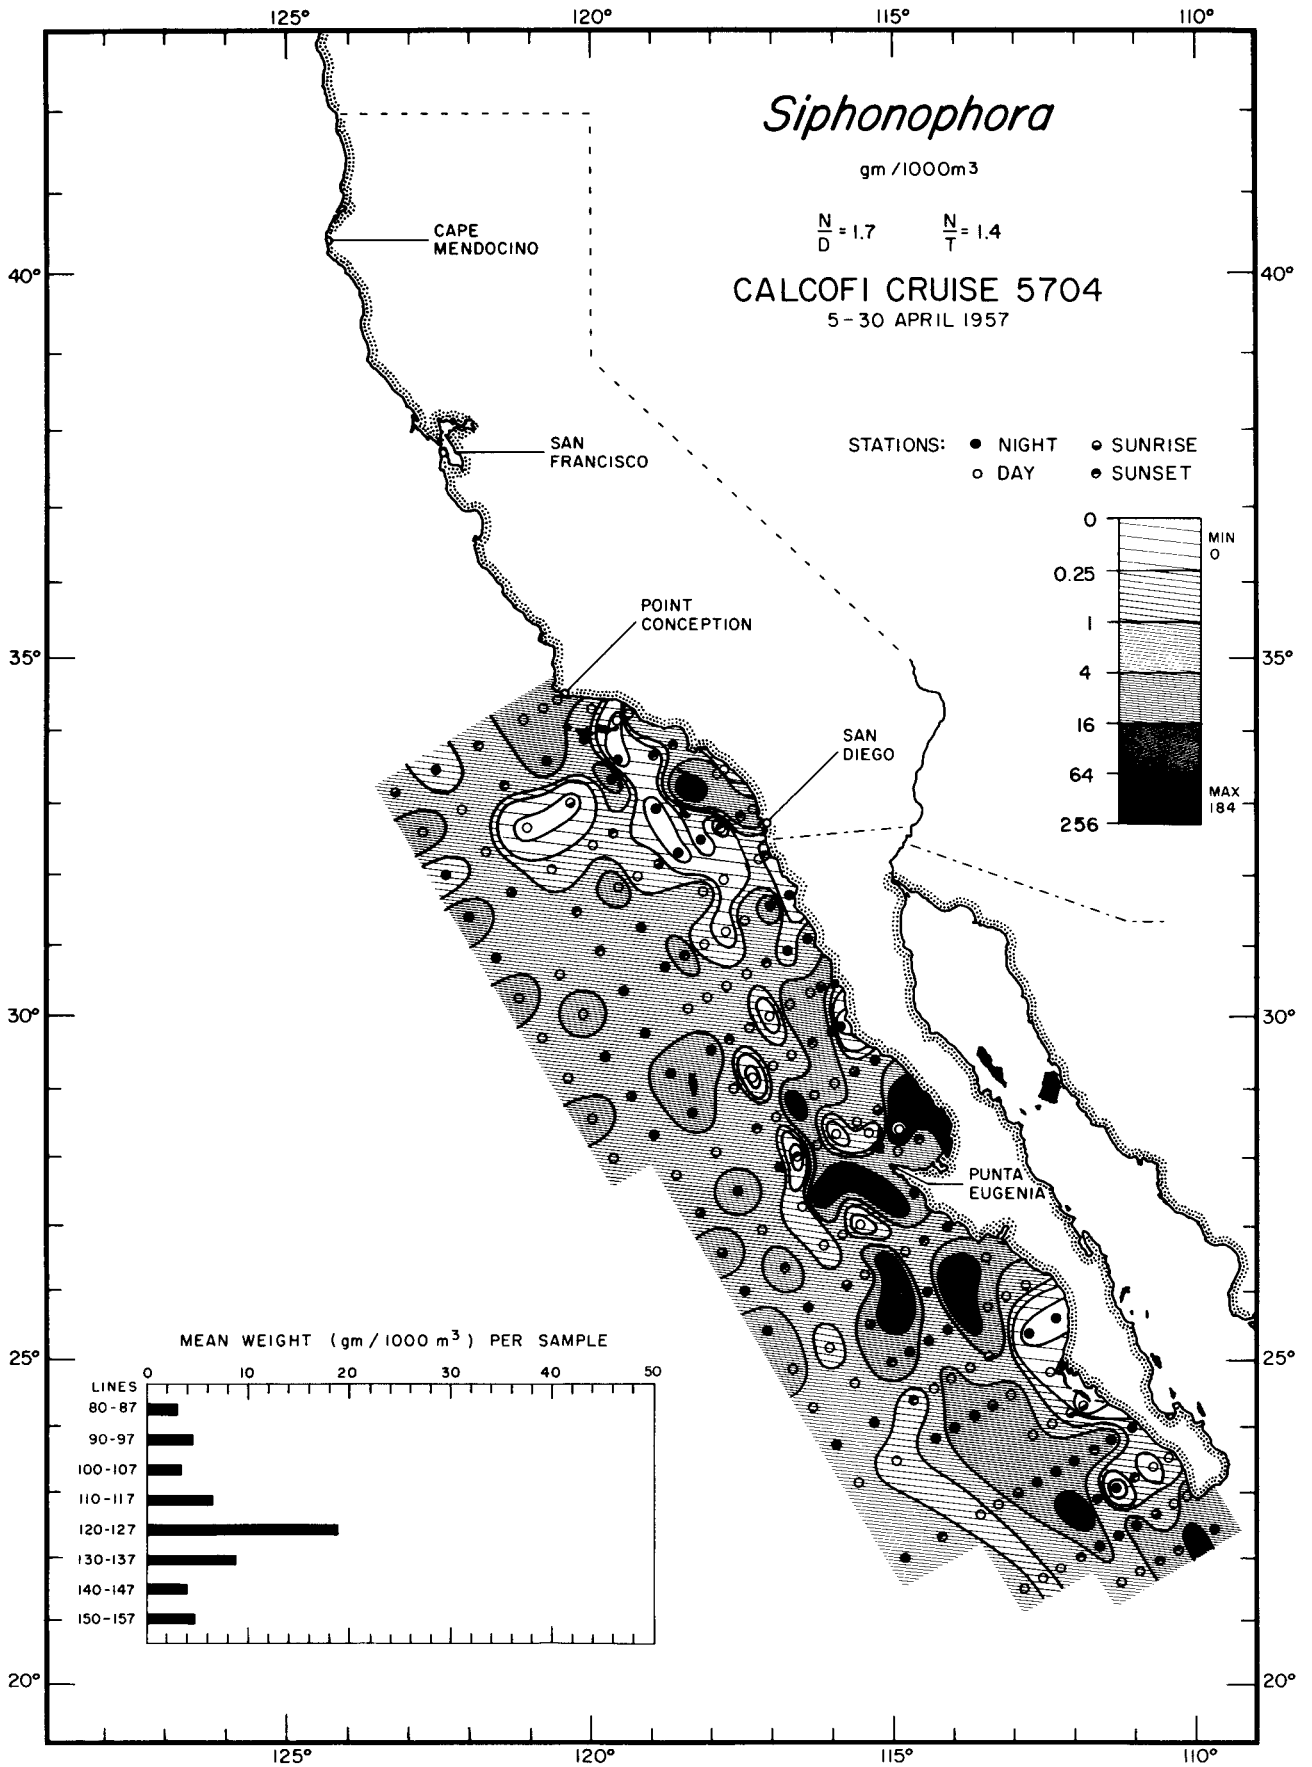 125° 120° 115° 110°
Siphonophora
gm/1000m³
N/D = 1.7 N/T = 1.4
CALCOFI CRUISE 5704
5-30 APRIL 1957
CAPE
MENDOCINO
40° 40°
SAN
FRANCISCO
STATIONS: ● NIGHT ◒ SUNRISE
○ DAY ◓ SUNSET
0
MIN
0
0.25
1
4
16
64
MAX
184
256
POINT
CONCEPTION
35° 35°
SAN
DIEGO
30° 30°
PUNTA
EUGENIA
MEAN WEIGHT (gm/1000 m³) PER SAMPLE
25° 25°
0 10 20 30 40 50
LINES
80-87
90-97
100-107
110-117
120-127
130-137
140-147
150-157
20° 20°
125° 120° 115° 110°